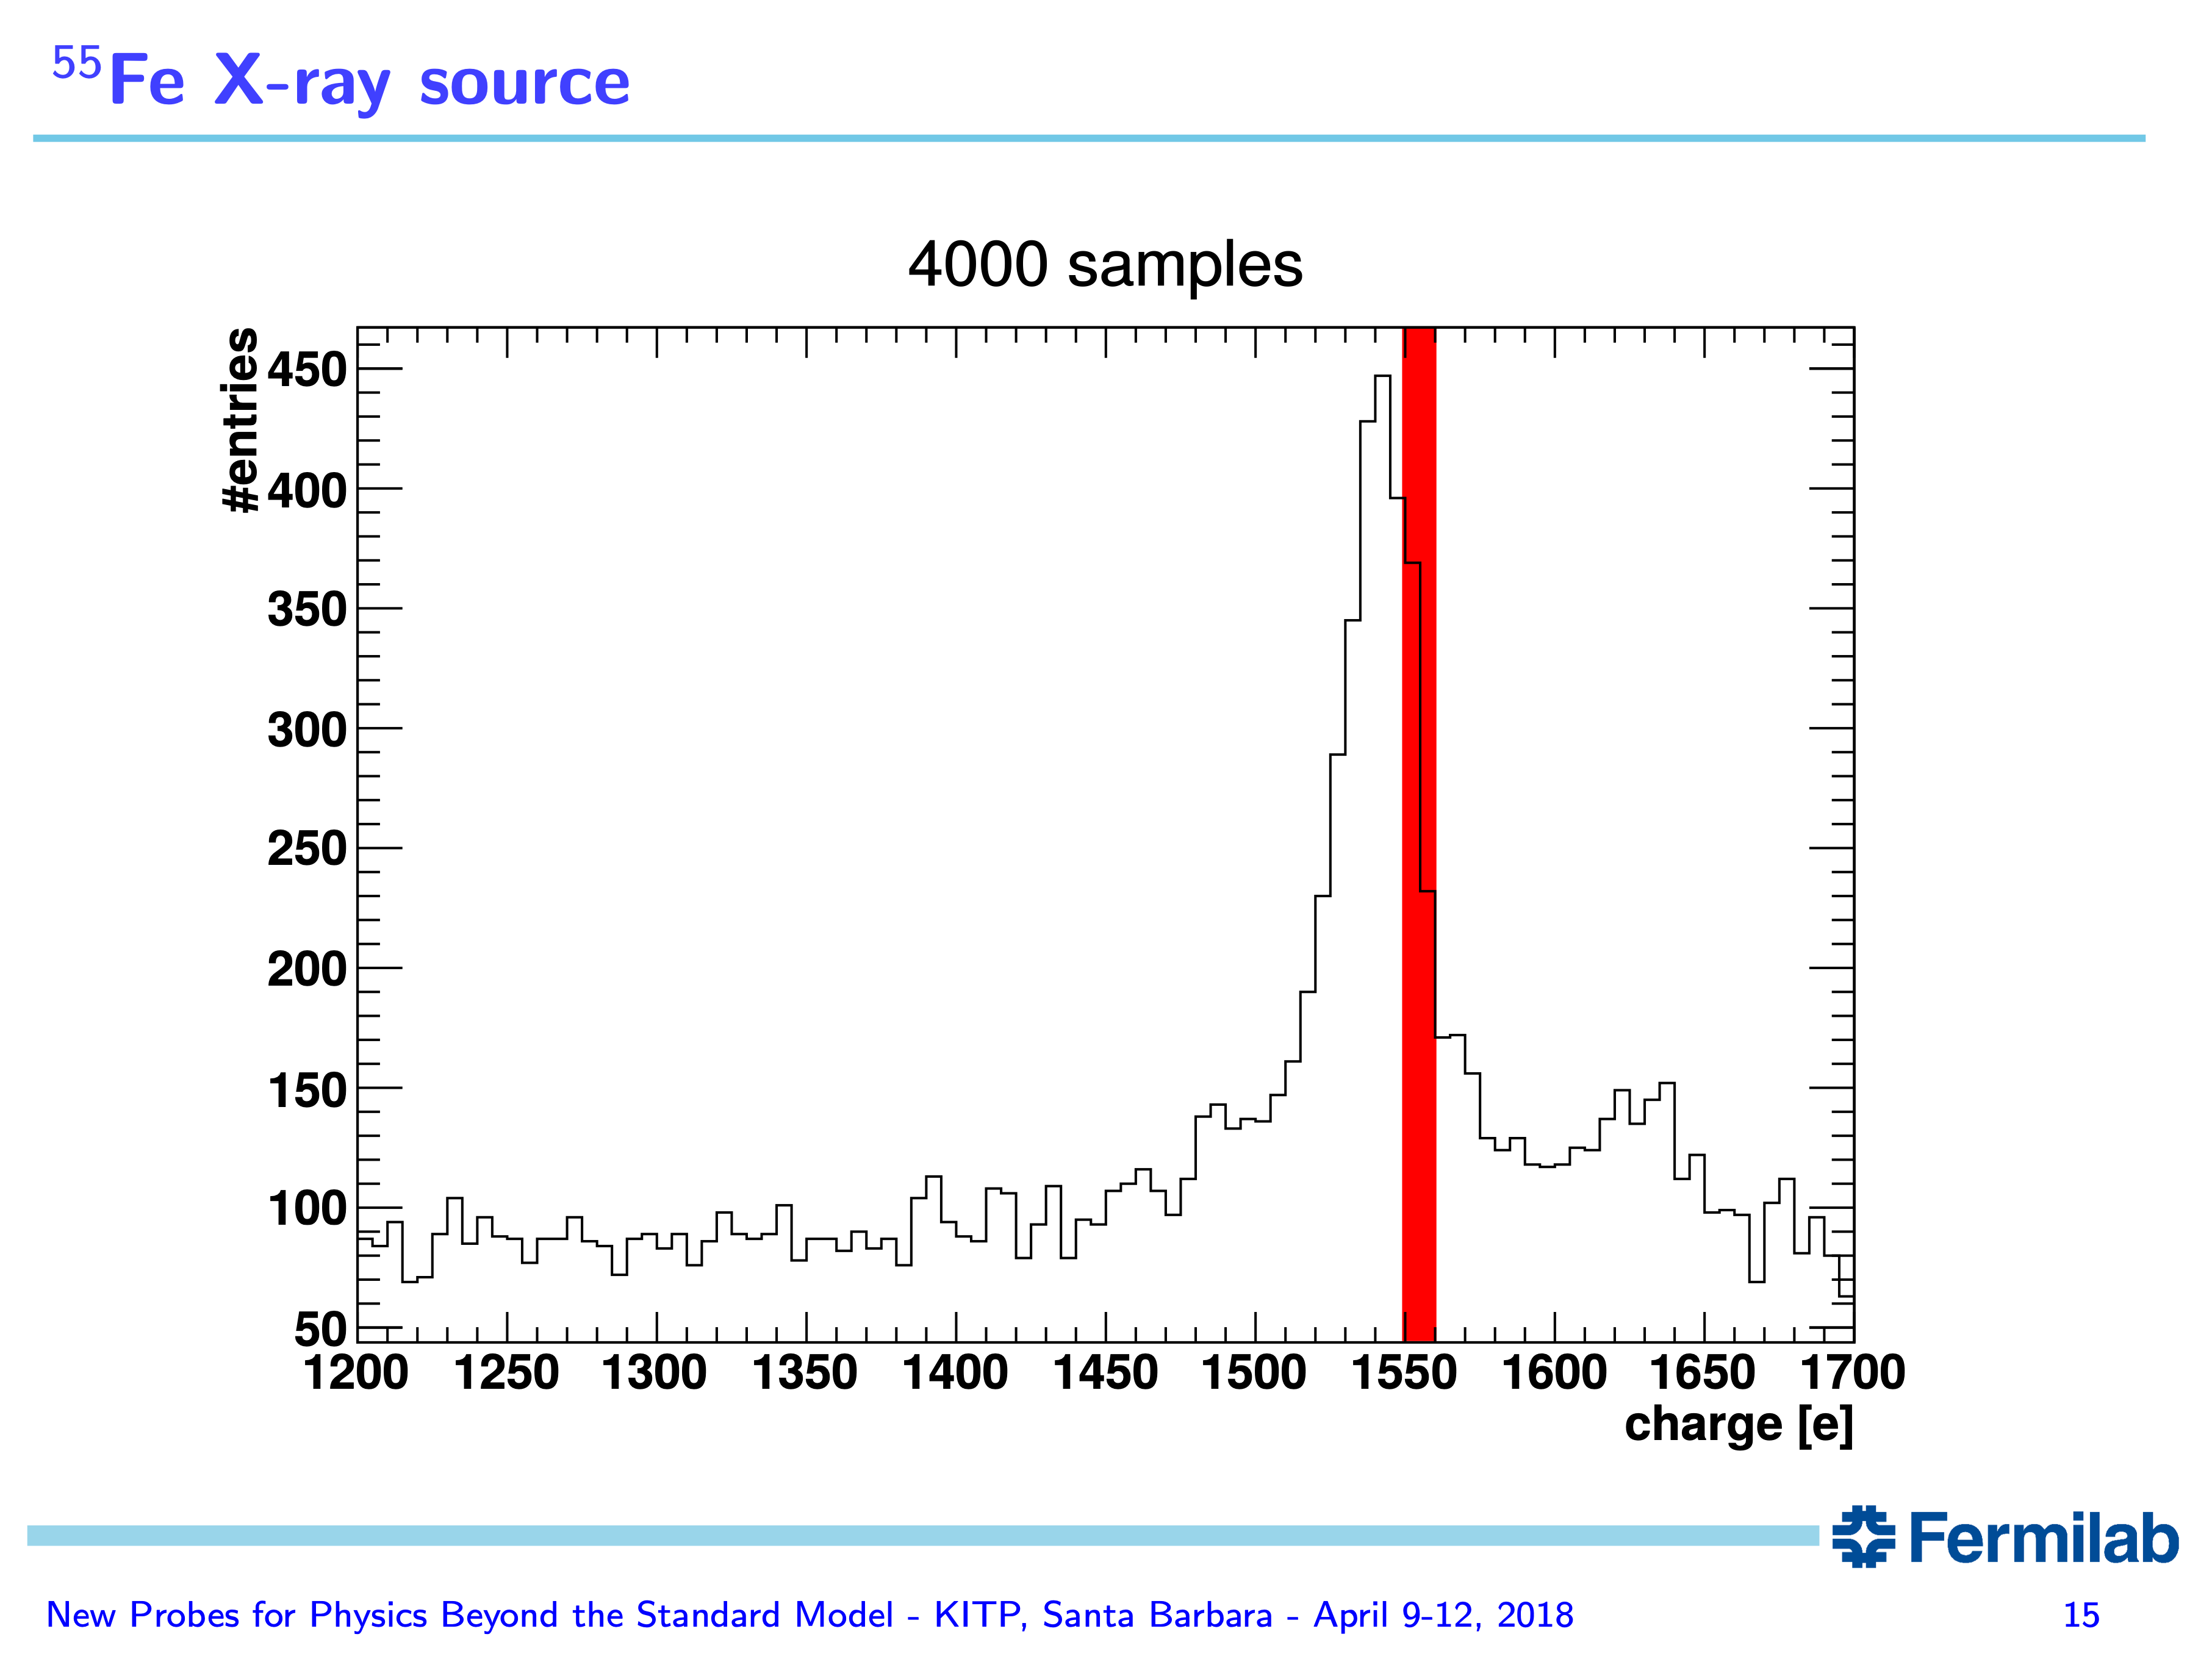 ⁵⁵Fe X-ray source
4000 samples
#entries
450
400
350
300
250
200
150
100
50
1200 1250 1300 1350 1400 1450 1500 1550 1600 1650 1700
charge [e]
Fermilab
New Probes for Physics Beyond the Standard Model - KITP, Santa Barbara - April 9-12, 2018 15